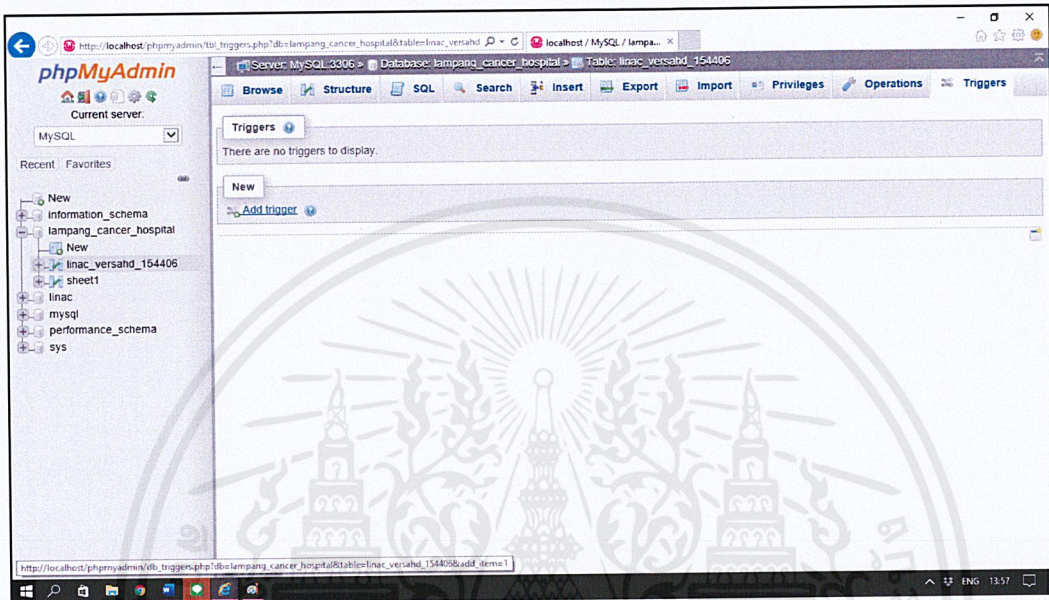 http://localhost/phpmyadmin/tbl_triggers.php?db=lampang_cancer_hospital&table=linac_versahd
localhost / MySQL / lampa...
phpMyAdmin
Current server:
MySQL
Recent Favorites
New
information_schema
lampang_cancer_hospital
New
linac_versahd_154406
sheet1
linac
mysql
performance_schema
sys
Server: MySQL:3306 » Database: lampang_cancer_hospital » Table: linac_versahd_154406
Browse Structure SQL Search Insert Export Import Privileges Operations Triggers
Triggers
There are no triggers to display.
New
Add trigger
http://localhost/phpmyadmin/db_triggers.php?db=lampang_cancer_hospital&table=linac_versahd_154406&add_item=1
ENG 13:57